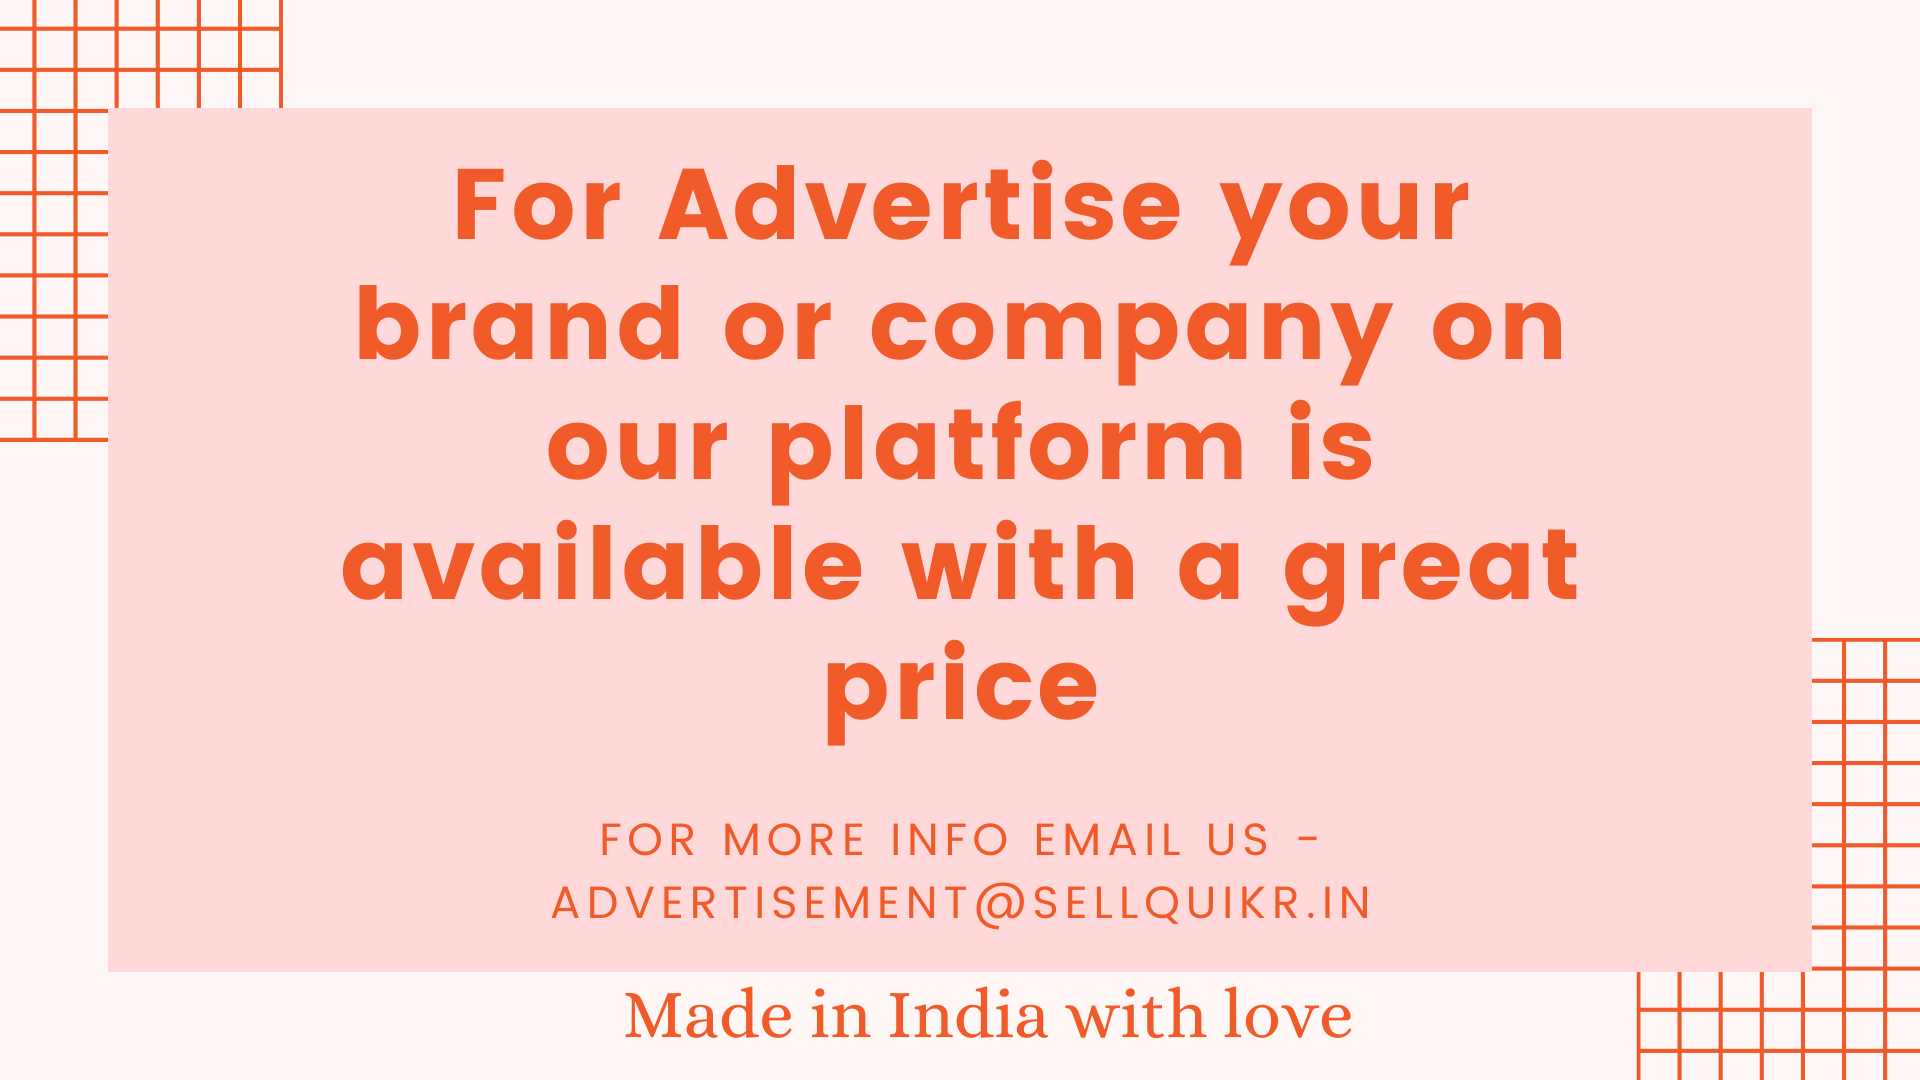 For Advertise your
brand or company on
our platform is
available with a great
price
FOR MORE INFO EMAIL US -
ADVERTISEMENT@SELLQUIKR.IN
Made in India with love